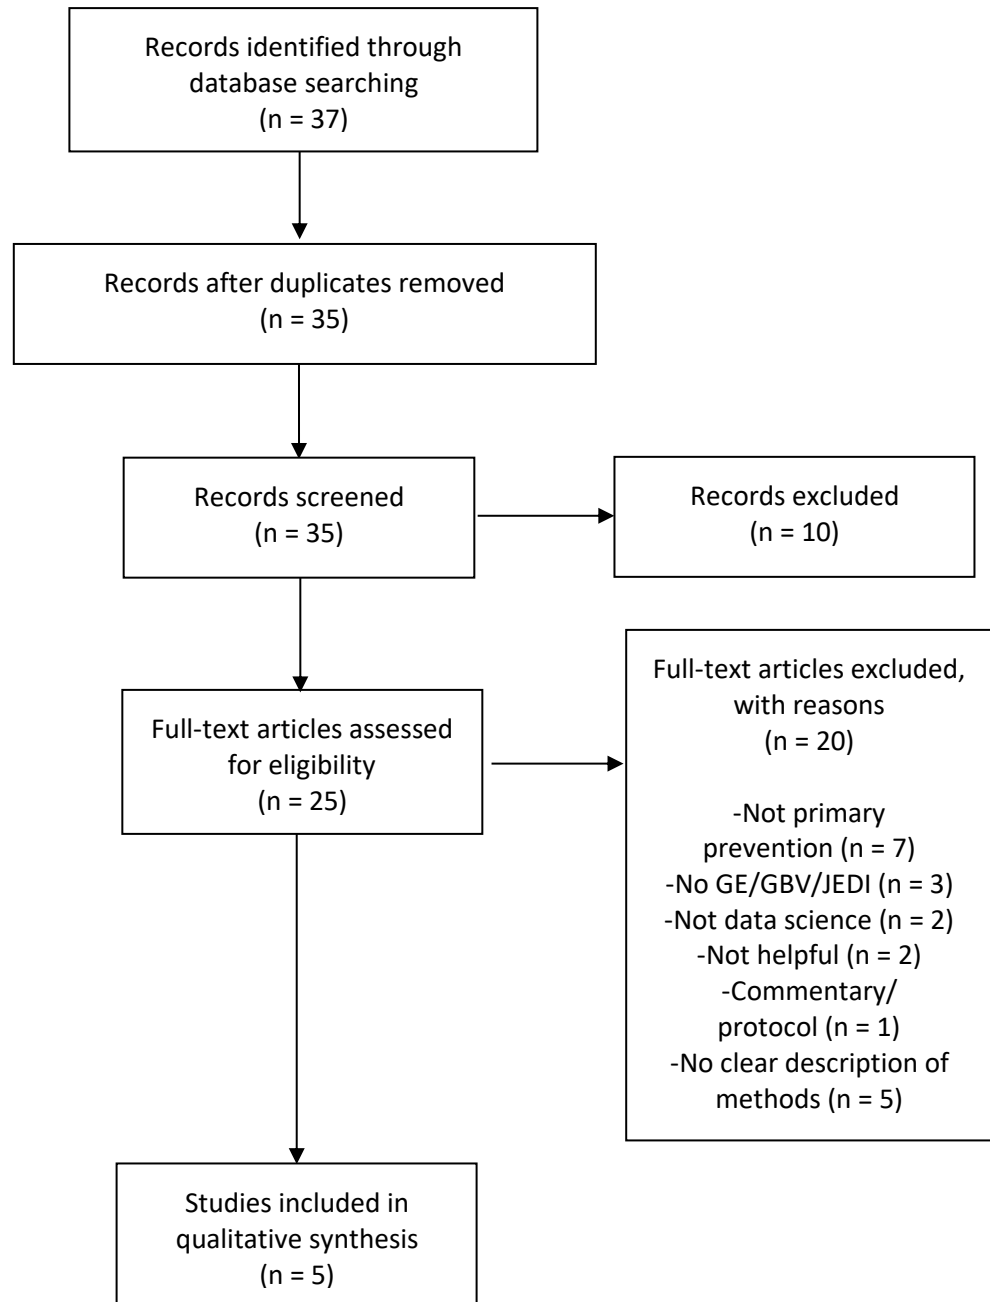 Records identified through
database searching
(n = 37)
Records after duplicates removed
(n = 35)
Records screened
(n = 35)
Records excluded
(n = 10)
Full-text articles assessed
for eligibility
(n = 25)
Full-text articles excluded,
with reasons
(n = 20)
-Not primary
prevention (n = 7)
-No GE/GBV/JEDI (n = 3)
-Not data science (n = 2)
-Not helpful (n = 2)
-Commentary/
protocol (n = 1)
-No clear description of
methods (n = 5)
Studies included in
qualitative synthesis
(n = 5)